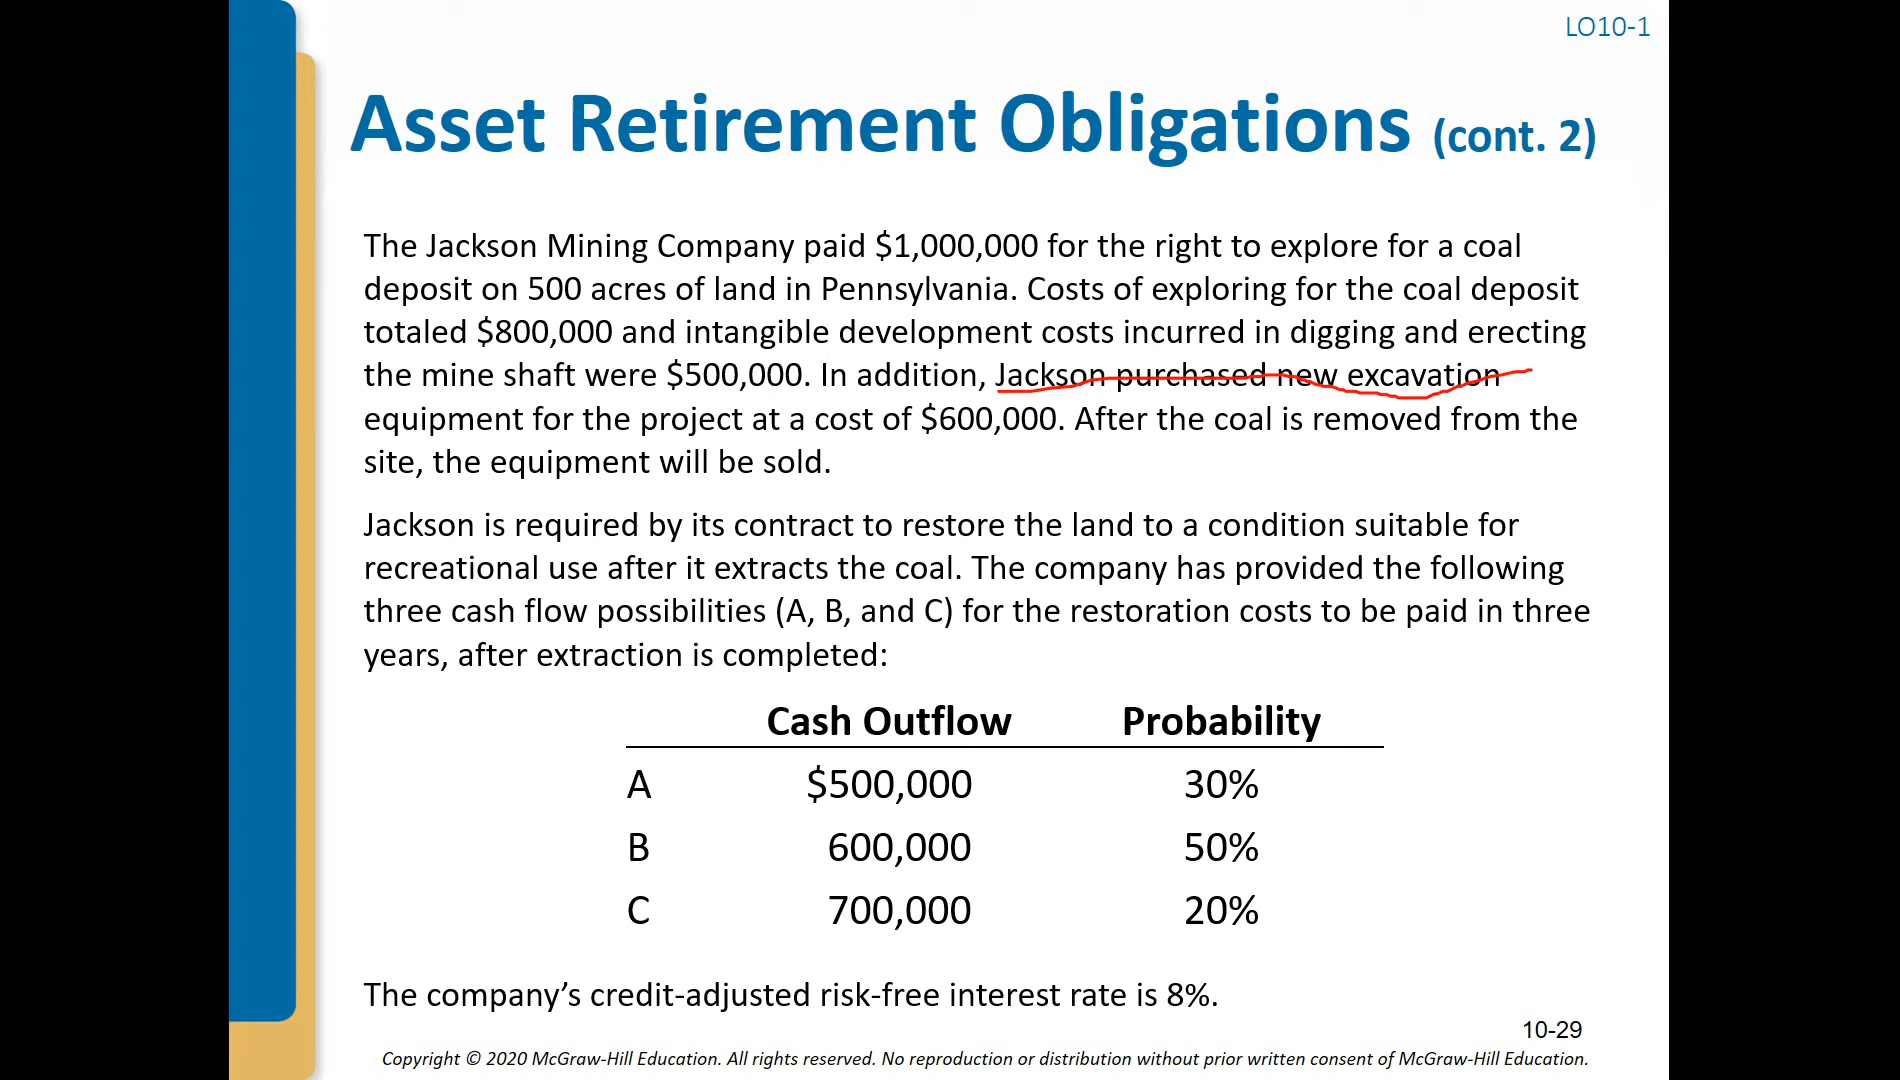 LO10-1
Asset Retirement Obligations (cont. 2)
The Jackson Mining Company paid $1,000,000 for the right to explore for a coal
deposit on 500 acres of land in Pennsylvania. Costs of exploring for the coal deposit
totaled $800,000 and intangible development costs incurred in digging and erecting
the mine shaft were $500,000. In addition, Jackson purchased new excavation
equipment for the project at a cost of $600,000. After the coal is removed from the
site, the equipment will be sold.
Jackson is required by its contract to restore the land to a condition suitable for
recreational use after it extracts the coal. The company has provided the following
three cash flow possibilities (A, B, and C) for the restoration costs to be paid in three
years, after extraction is completed:
Cash Outflow Probability
A $500,000 30%
B 600,000 50%
C 700,000 20%
The company’s credit-adjusted risk-free interest rate is 8%.
10-29
Copyright © 2020 McGraw-Hill Education. All rights reserved. No reproduction or distribution without prior written consent of McGraw-Hill Education.